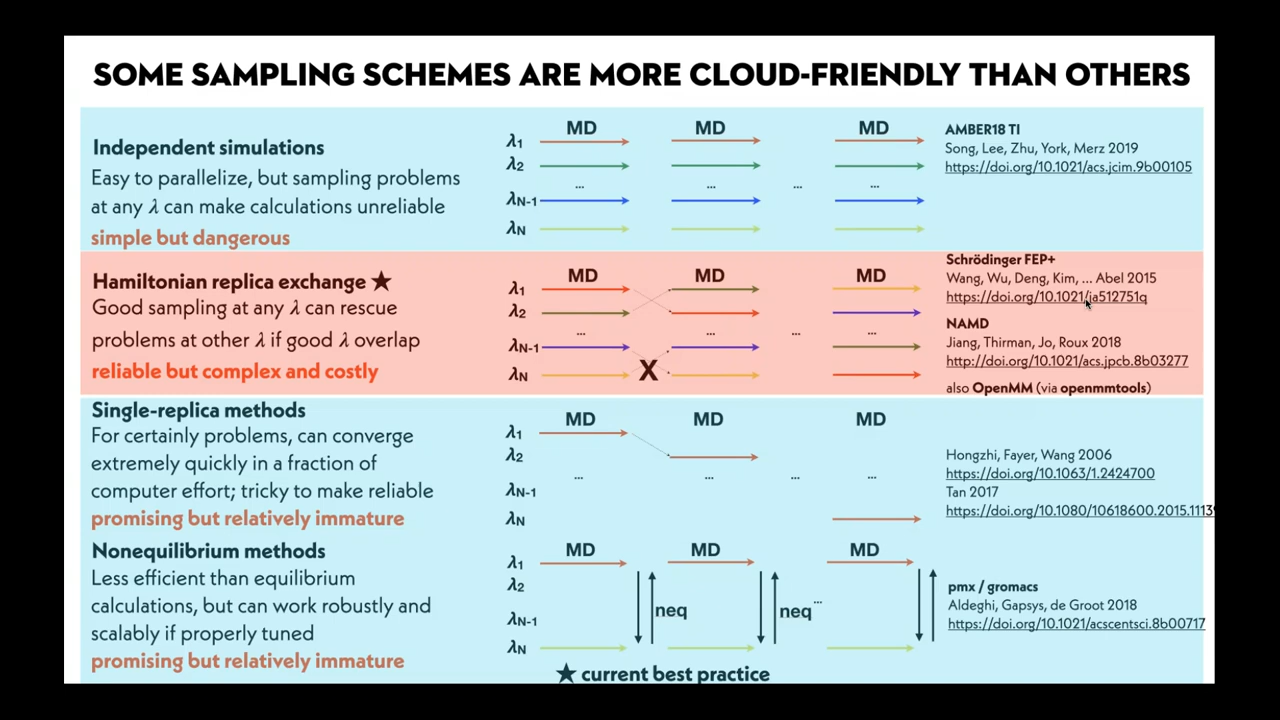 SOME SAMPLING SCHEMES ARE MORE CLOUD-FRIENDLY THAN OTHERS
Independent simulations
Easy to parallelize, but sampling problems
at any λ can make calculations unreliable
simple but dangerous
MD MD MD
λ1
λ2
... ... ... ...
λN-1
λN
AMBER18 TI
Song, Lee, Zhu, York, Merz 2019
https://doi.org/10.1021/acs.jcim.9b00105
Hamiltonian replica exchange ★
Good sampling at any λ can rescue
problems at other λ if good λ overlap
reliable but complex and costly
MD MD MD
λ1
λ2
... ... ... ...
λN-1
λN
X
Schrödinger FEP+
Wang, Wu, Deng, Kim, ... Abel 2015
https://doi.org/10.1021/ja512751q
NAMD
Jiang, Thirman, Jo, Roux 2018
http://doi.org/10.1021/acs.jpcb.8b03277
also OpenMM (via openmmtools)
Single-replica methods
For certainly problems, can converge
extremely quickly in a fraction of
computer effort; tricky to make reliable
promising but relatively immature
MD MD MD
λ1
λ2
... ... ... ...
λN-1
λN
Hongzhi, Fayer, Wang 2006
https://doi.org/10.1063/1.2424700
Tan 2017
https://doi.org/10.1080/10618600.2015.1113
Nonequilibrium methods
Less efficient than equilibrium
calculations, but can work robustly and
scalably if properly tuned
promising but relatively immature
MD MD MD
λ1
λ2
neq neq ...
λN-1
λN
pmx / gromacs
Aldeghi, Gapsys, de Groot 2018
https://doi.org/10.1021/acscentsci.8b00717
★ current best practice